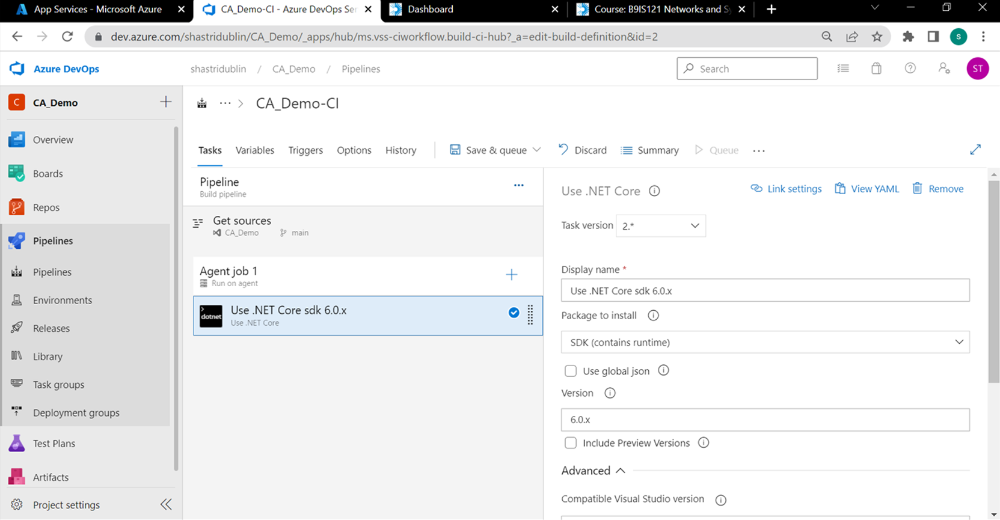 App Services - Microsoft Azure
CA_Demo-CI - Azure DevOps Ser
Dashboard
Course: B9IS121 Networks and Sy
dev.azure.com/shastridublin/CA_Demo/_apps/hub/ms.vss-ciworkflow.build-ci-hub?_a=edit-build-definition&id=2
s
Azure DevOps
shastridublin / CA_Demo / Pipelines
Search
ST
C CA_Demo
CA_Demo-CI
Overview
Boards
Repos
Pipelines
Pipelines
Environments
Releases
Library
Task groups
Deployment groups
Test Plans
Artifacts
Project settings
Tasks Variables Triggers Options History Save & queue Discard Summary Queue ...
Pipeline
Build pipeline
Get sources
CA_Demo main
Agent job 1
Run on agent
dotnet
Use .NET Core sdk 6.0.x
Use .NET Core
Use .NET Core
Link settings View YAML Remove
Task version 2.*
Display name *
Use .NET Core sdk 6.0.x
Package to install
SDK (contains runtime)
Use global json
Version
6.0.x
Include Preview Versions
Advanced
Compatible Visual Studio version